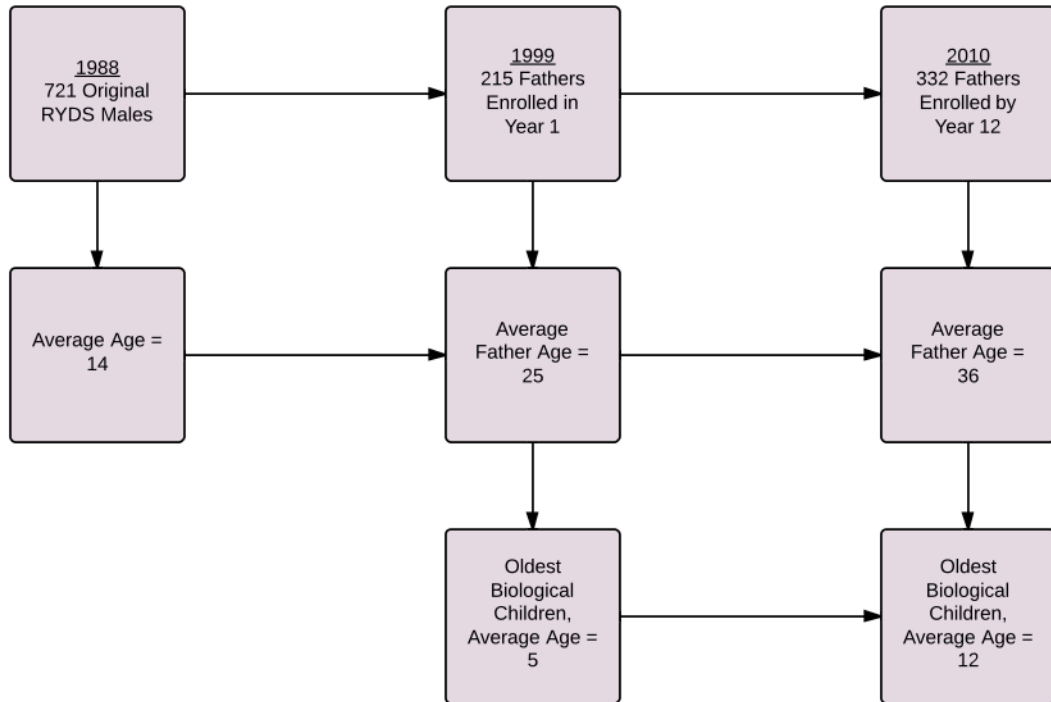 1988
721 Original
RYDS Males
1999
215 Fathers
Enrolled in
Year 1
2010
332 Fathers
Enrolled by
Year 12
Average Age =
14
Average
Father Age =
25
Average
Father Age =
36
Oldest
Biological
Children,
Average Age =
5
Oldest
Biological
Children,
Average Age =
12